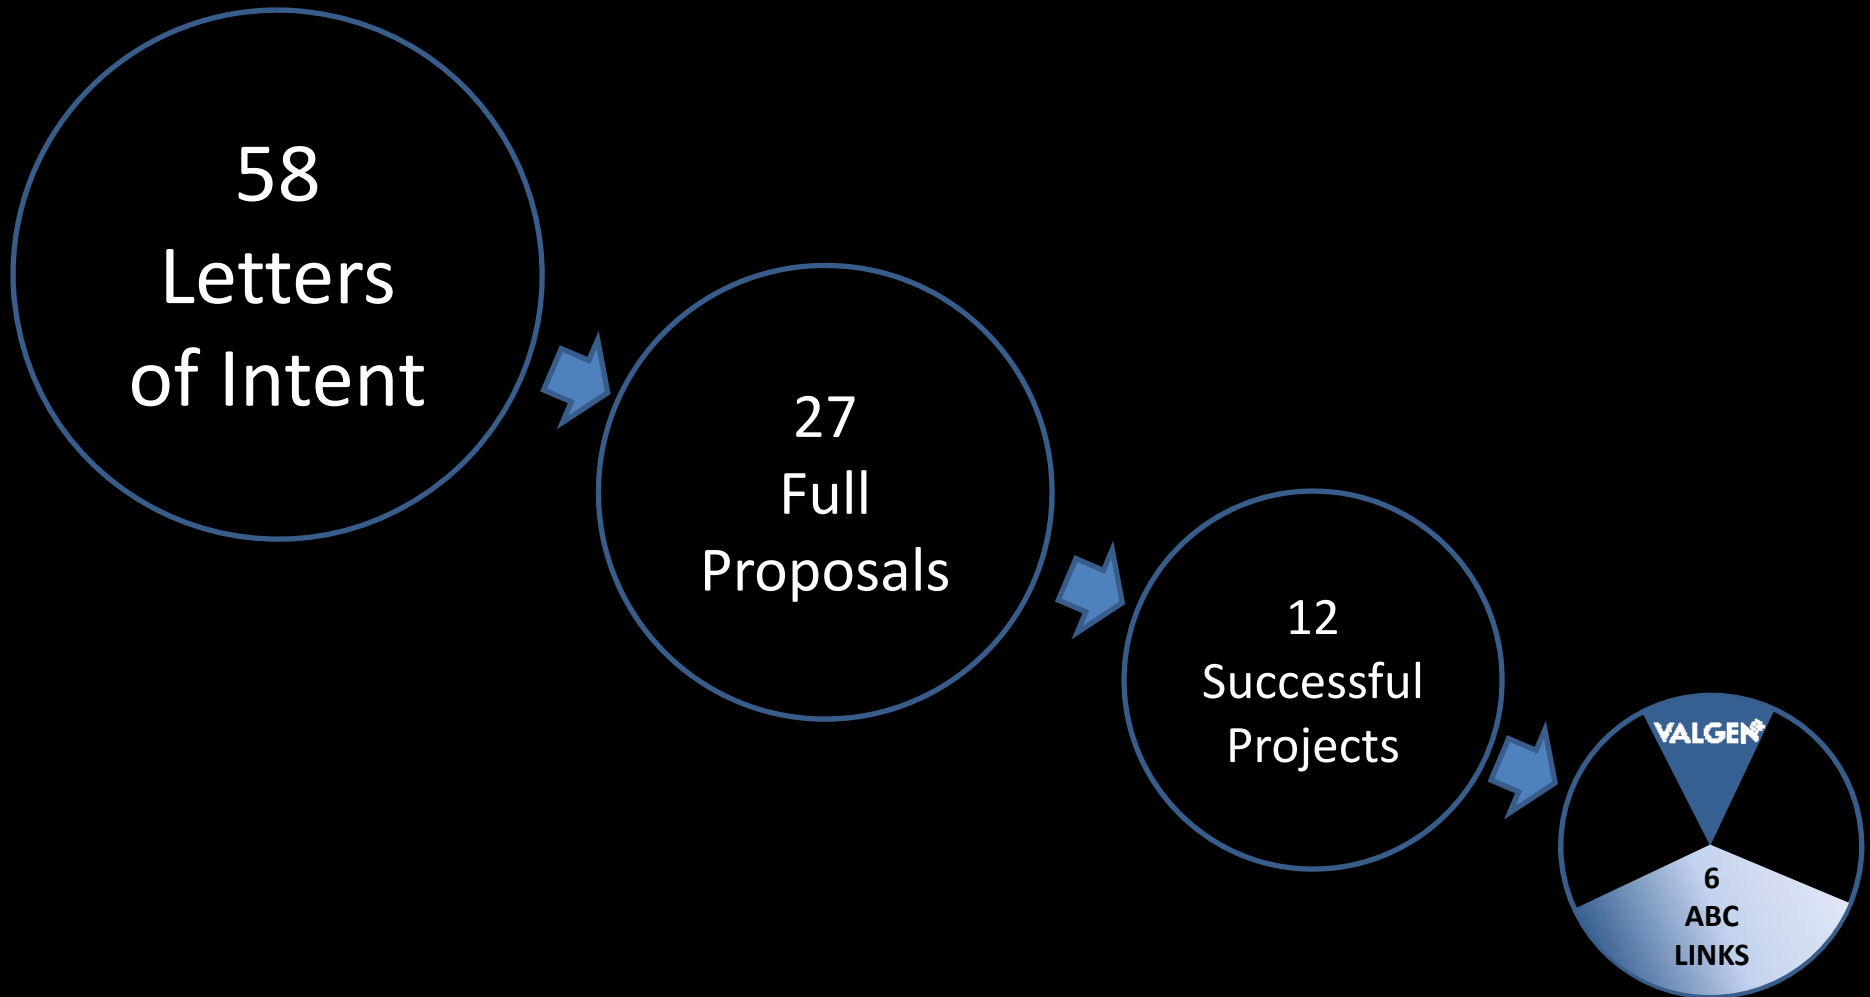 58
Letters
of Intent
27
Full
Proposals
12
Successful
Projects
VALGEN
6
ABC
LINKS